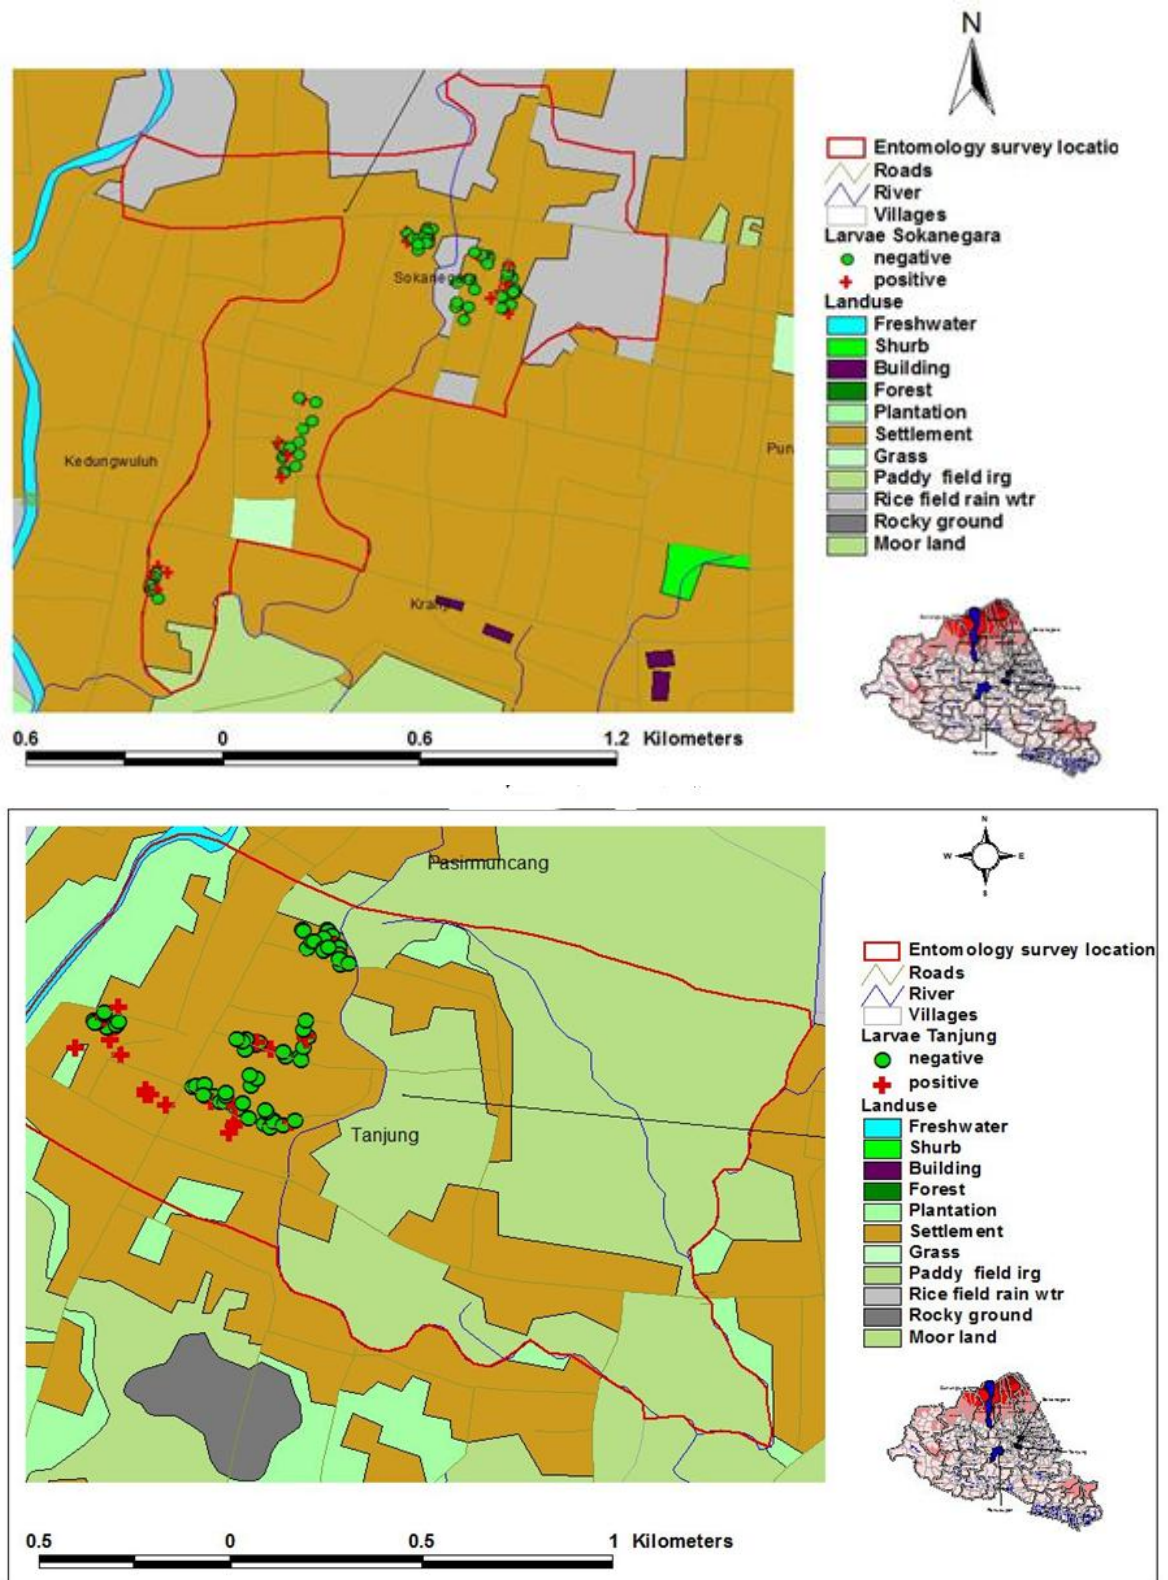 N
Entomology survey locatio
Roads
River
Villages
Larvae Sokanegara
negative
positive
Landuse
Freshwater
Shurb
Building
Forest
Plantation
Settlement
Grass
Paddy field irg
Rice field rain wtr
Rocky ground
Moor land
Sokanegara
Kedungwuluh
Pun
Kranji
0.6 0 0.6 1.2 Kilometers
N
W E
S
Pasirmuncang
Tanjung
Entomology survey location
Roads
River
Villages
Larvae Tanjung
negative
positive
Landuse
Freshwater
Shurb
Building
Forest
Plantation
Settlement
Grass
Paddy field irg
Rice field rain wtr
Rocky ground
Moor land
0.5 0 0.5 1 Kilometers